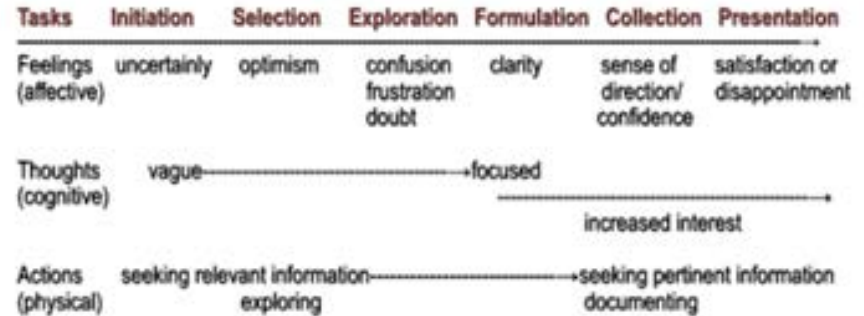 Tasks Initiation Selection Exploration Formulation Collection Presentation
Feelings uncertainly optimism confusion clarity sense of satisfaction or
(affective) frustration direction/ disappointment
doubt confidence
Thoughts vague focused
(cognitive)
increased interest
Actions seeking relevant information seeking pertinent information
(physical) exploring documenting